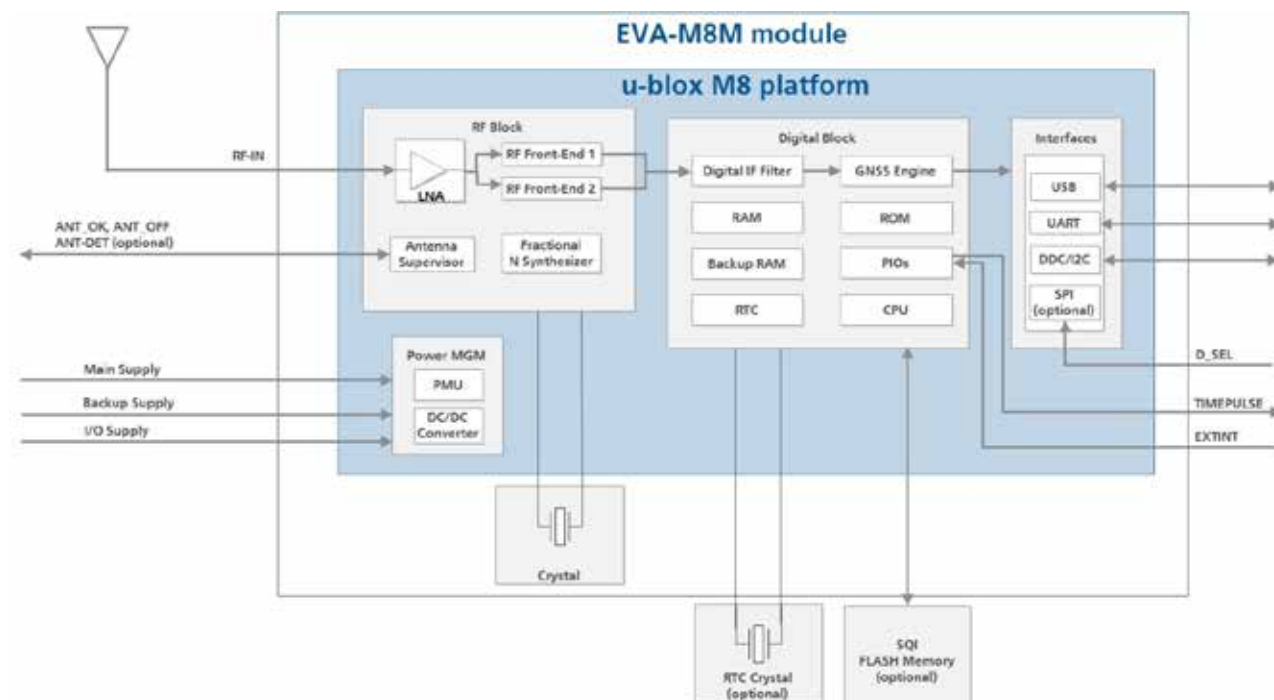 EVA-M8M module
u-blox M8 platform
RF Block
Digital Block
Interfaces
RF-IN
LNA
RF Front-End 1
RF Front-End 2
Digital IF Filter
GNSS Engine
USB
RAM
ROM
UART
ANT_OK, ANT_OFF
ANT-DET (optional)
Antenna
Supervisor
Fractional
N Synthesizer
Backup RAM
PIOs
DDC/I2C
RTC
CPU
SPI
(optional)
Power MGM
D_SEL
Main Supply
PMU
Backup Supply
DC/DC
Converter
TIMEPULSE
I/O Supply
EXTINT
Crystal
RTC Crystal
(optional)
SQI
FLASH Memory
(optional)